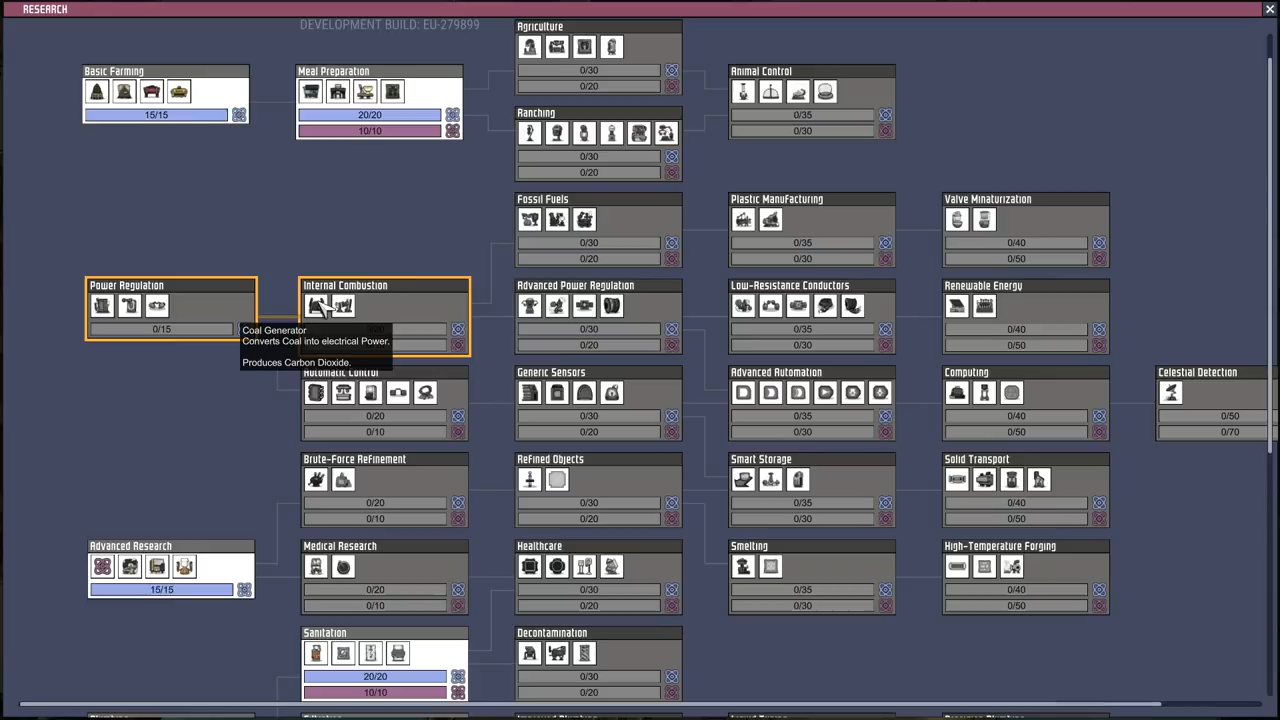 RESEARCH
DEVELOPMENT BUILD: EU-279899
Agriculture
0/30
0/20
Basic Farming
15/15
Meal Preparation
20/20
10/10
Animal Control
0/35
0/30
Ranching
0/30
0/20
Fossil Fuels
0/30
0/20
Plastic Manufacturing
0/35
0/30
Valve Minaturization
0/40
0/50
Power Regulation
0/15
Internal Combustion
Coal Generator
Converts Coal into electrical Power.
Produces Carbon Dioxide.
Advanced Power Regulation
0/30
0/20
Low-Resistance Conductors
0/35
0/30
Renewable Energy
0/40
0/50
Automatic Control
0/20
0/10
Generic Sensors
0/30
0/20
Advanced Automation
0/35
0/30
Computing
0/40
0/50
Celestial Detection
0/50
0/70
Brute-Force Refinement
0/20
0/10
Refined Objects
0/30
0/20
Smart Storage
0/35
0/30
Solid Transport
0/40
0/50
Advanced Research
15/15
Medical Research
0/20
0/10
Healthcare
0/30
0/20
Smelting
0/35
0/30
High-Temperature Forging
0/40
0/50
Sanitation
20/20
10/10
Decontamination
0/30
0/20